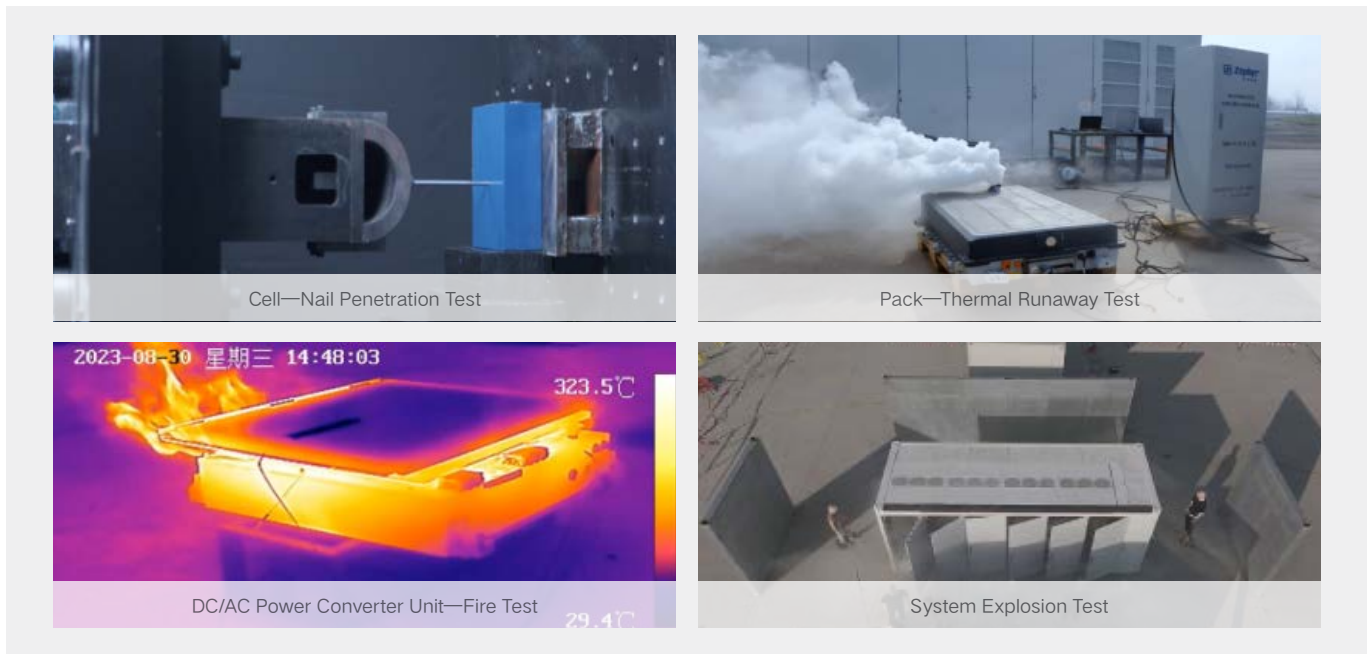 Zephyr
Cell—Nail Penetration Test
Pack—Thermal Runaway Test
2023-08-30 星期三 14:48:03
323.5℃
DC/AC Power Converter Unit—Fire Test
29.4℃
System Explosion Test